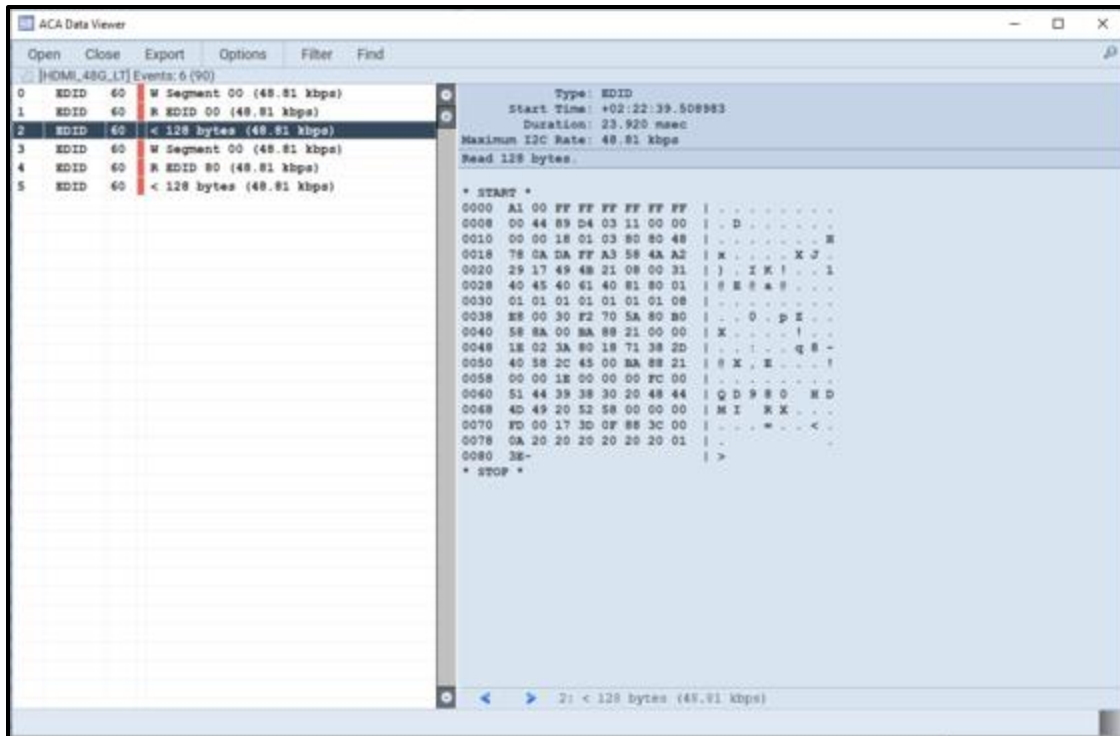 ACA Data Viewer
Open Close Export Options Filter Find
[HDMI_48G_LT] Events: 6 (90)
0 EDID 60 W Segment 00 (48.81 kbps)
1 EDID 60 R EDID 00 (48.81 kbps)
2 EDID 60 < 128 bytes (48.81 kbps)
3 EDID 60 W Segment 00 (48.81 kbps)
4 EDID 60 R EDID 80 (48.81 kbps)
5 EDID 60 < 128 bytes (48.81 kbps)
Type: EDID
Start Time: +02:22:39.508983
Duration: 23.920 msec
Maximum I2C Rate: 48.81 kbps
Read 128 bytes.
* START *
0000 A1 00 FF FF FF FF FF FF | . . . . . . . .
0008 00 44 89 D4 03 11 00 00 | . D . . . . . .
0010 00 00 18 01 03 80 80 48 | . . . . . . . H
0018 78 0A DA FF A3 58 4A A2 | x . . . . X J .
0020 29 17 49 4B 21 08 00 31 | ) . I K ! . . 1
0028 40 45 40 61 40 81 80 01 | @ E @ a @ . . .
0030 01 01 01 01 01 01 01 08 | . . . . . . . .
0038 E8 00 30 F2 70 5A 80 B0 | . . 0 . p Z . .
0040 58 8A 00 BA 88 21 00 00 | X . . . . ! . .
0048 1E 02 3A 80 18 71 38 2D | . . : . . q 8 -
0050 40 58 2C 45 00 BA 88 21 | @ X , E . . . !
0058 00 00 1E 00 00 00 FC 00 | . . . . . . . .
0060 51 44 39 38 30 20 48 44 | Q D 9 8 0 H D
0068 4D 49 20 52 58 00 00 00 | M I R X . . .
0070 FD 00 17 3D 0F 88 3C 00 | . . . = . . < .
0078 0A 20 20 20 20 20 20 01 | . .
0080 3E- | >
* STOP *
2: < 128 bytes (48.81 kbps)